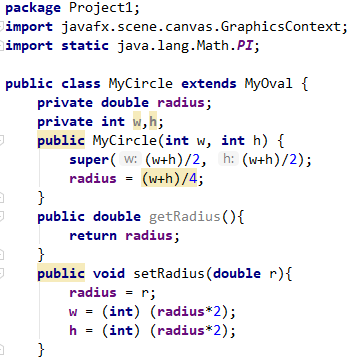 package Project1;
import javafx.scene.canvas.GraphicsContext;
import static java.lang.Math.PI;
public class MyCircle extends MyOval {
private double radius;
private int w,h;
public MyCircle(int w, int h) {
super( w: (w+h)/2, h: (w+h)/2);
radius = (w+h)/4;
}
public double getRadius(){
return radius;
}
public void setRadius(double r){
radius = r;
w = (int) (radius*2);
h = (int) (radius*2);
}